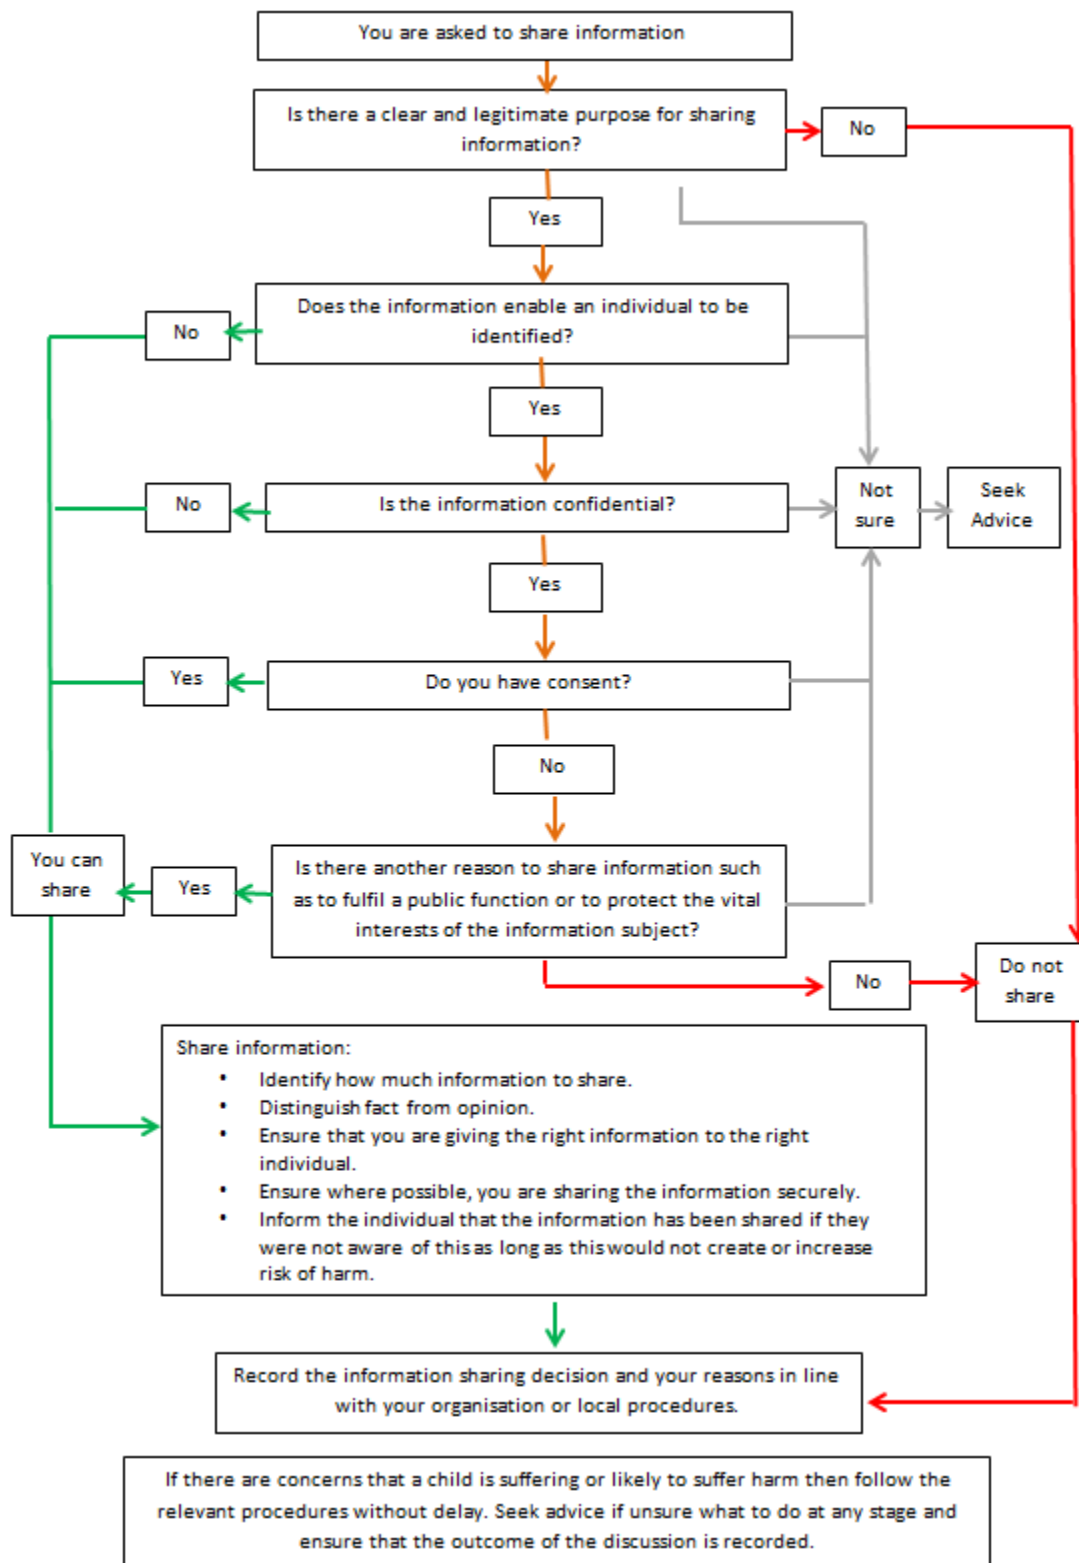 You are asked to share information
Is there a clear and legitimate purpose for sharing
information?
No
Yes
Does the information enable an individual to be
identified?
No
Yes
Is the information confidential?
No
Not
sure
Seek
Advice
Yes
Do you have consent?
Yes
No
Is there another reason to share information such
as to fulfil a public function or to protect the vital
interests of the information subject?
Yes
You can
share
No
Do not
share
Share information:
• Identify how much information to share.
• Distinguish fact from opinion.
• Ensure that you are giving the right information to the right
individual.
• Ensure where possible, you are sharing the information securely.
• Inform the individual that the information has been shared if they
were not aware of this as long as this would not create or increase
risk of harm.
Record the information sharing decision and your reasons in line
with your organisation or local procedures.
If there are concerns that a child is suffering or likely to suffer harm then follow the
relevant procedures without delay. Seek advice if unsure what to do at any stage and
ensure that the outcome of the discussion is recorded.